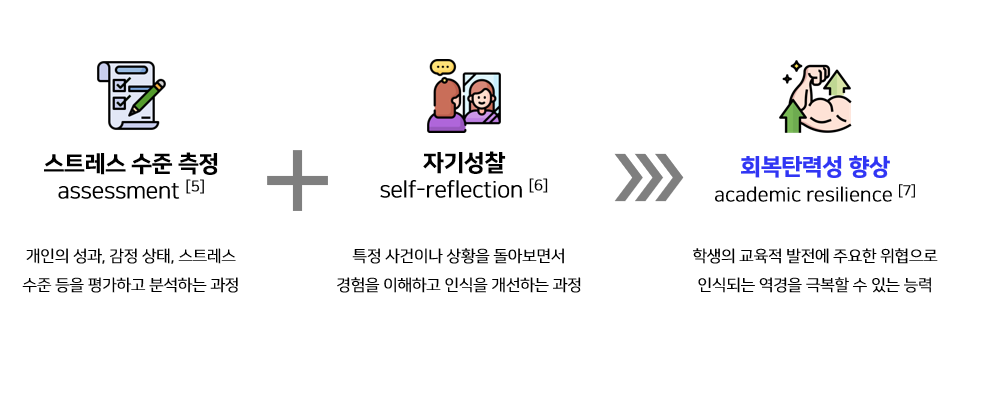 스트레스 수준 측정
assessment [5]
개인의 성과, 감정 상태, 스트레스
수준 등을 평가하고 분석하는 과정
자기성찰
self-reflection [6]
특정 사건이나 상황을 돌아보면서
경험을 이해하고 인식을 개선하는 과정
회복탄력성 향상
academic resilience [7]
학생의 교육적 발전에 주요한 위협으로
인식되는 역경을 극복할 수 있는 능력